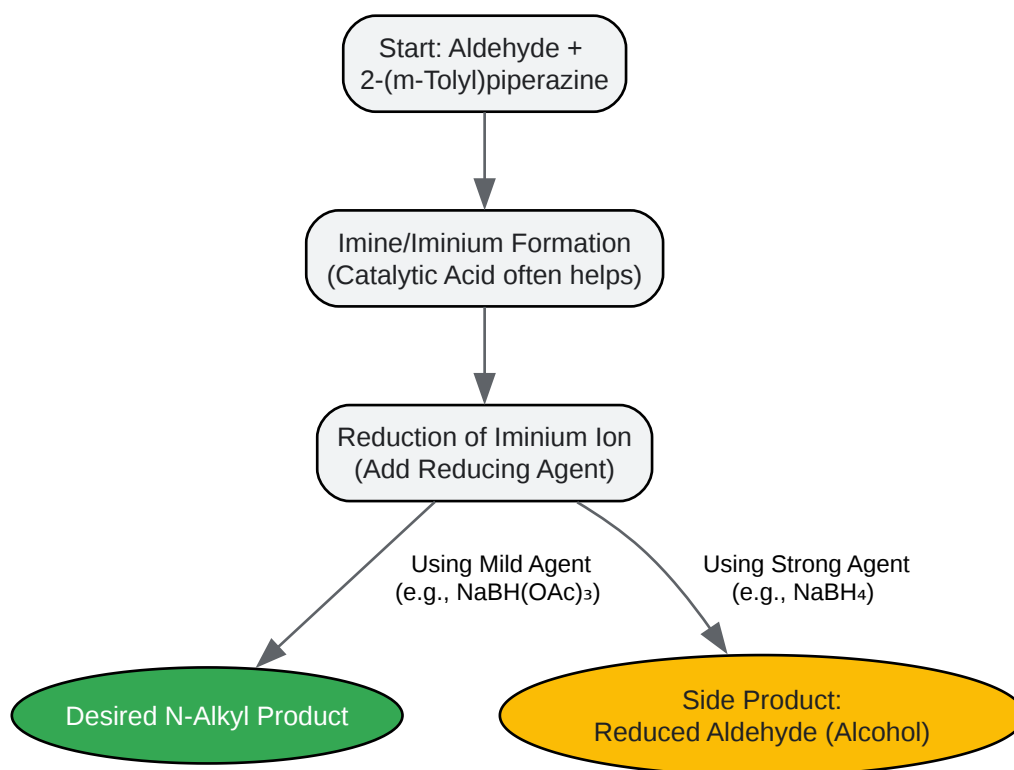 Start: Aldehyde +
2-(m-Tolyl)piperazine
Imine/Iminium Formation
(Catalytic Acid often helps)
Reduction of Iminium Ion
(Add Reducing Agent)
Using Mild Agent
(e.g., NaBH(OAc)₃)
Using Strong Agent
(e.g., NaBH₄)
Desired N-Alkyl Product
Side Product:
Reduced Aldehyde (Alcohol)